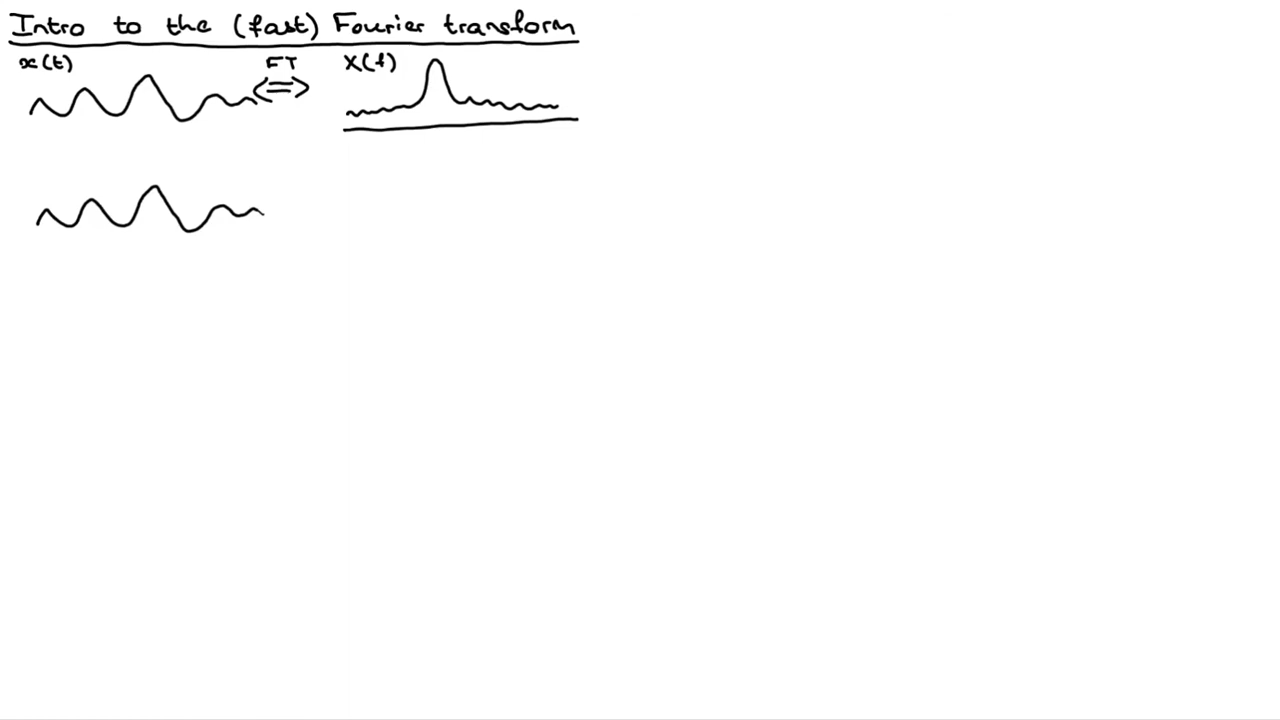 Intro to the (fast) Fourier transform
x(t) FT X(f)